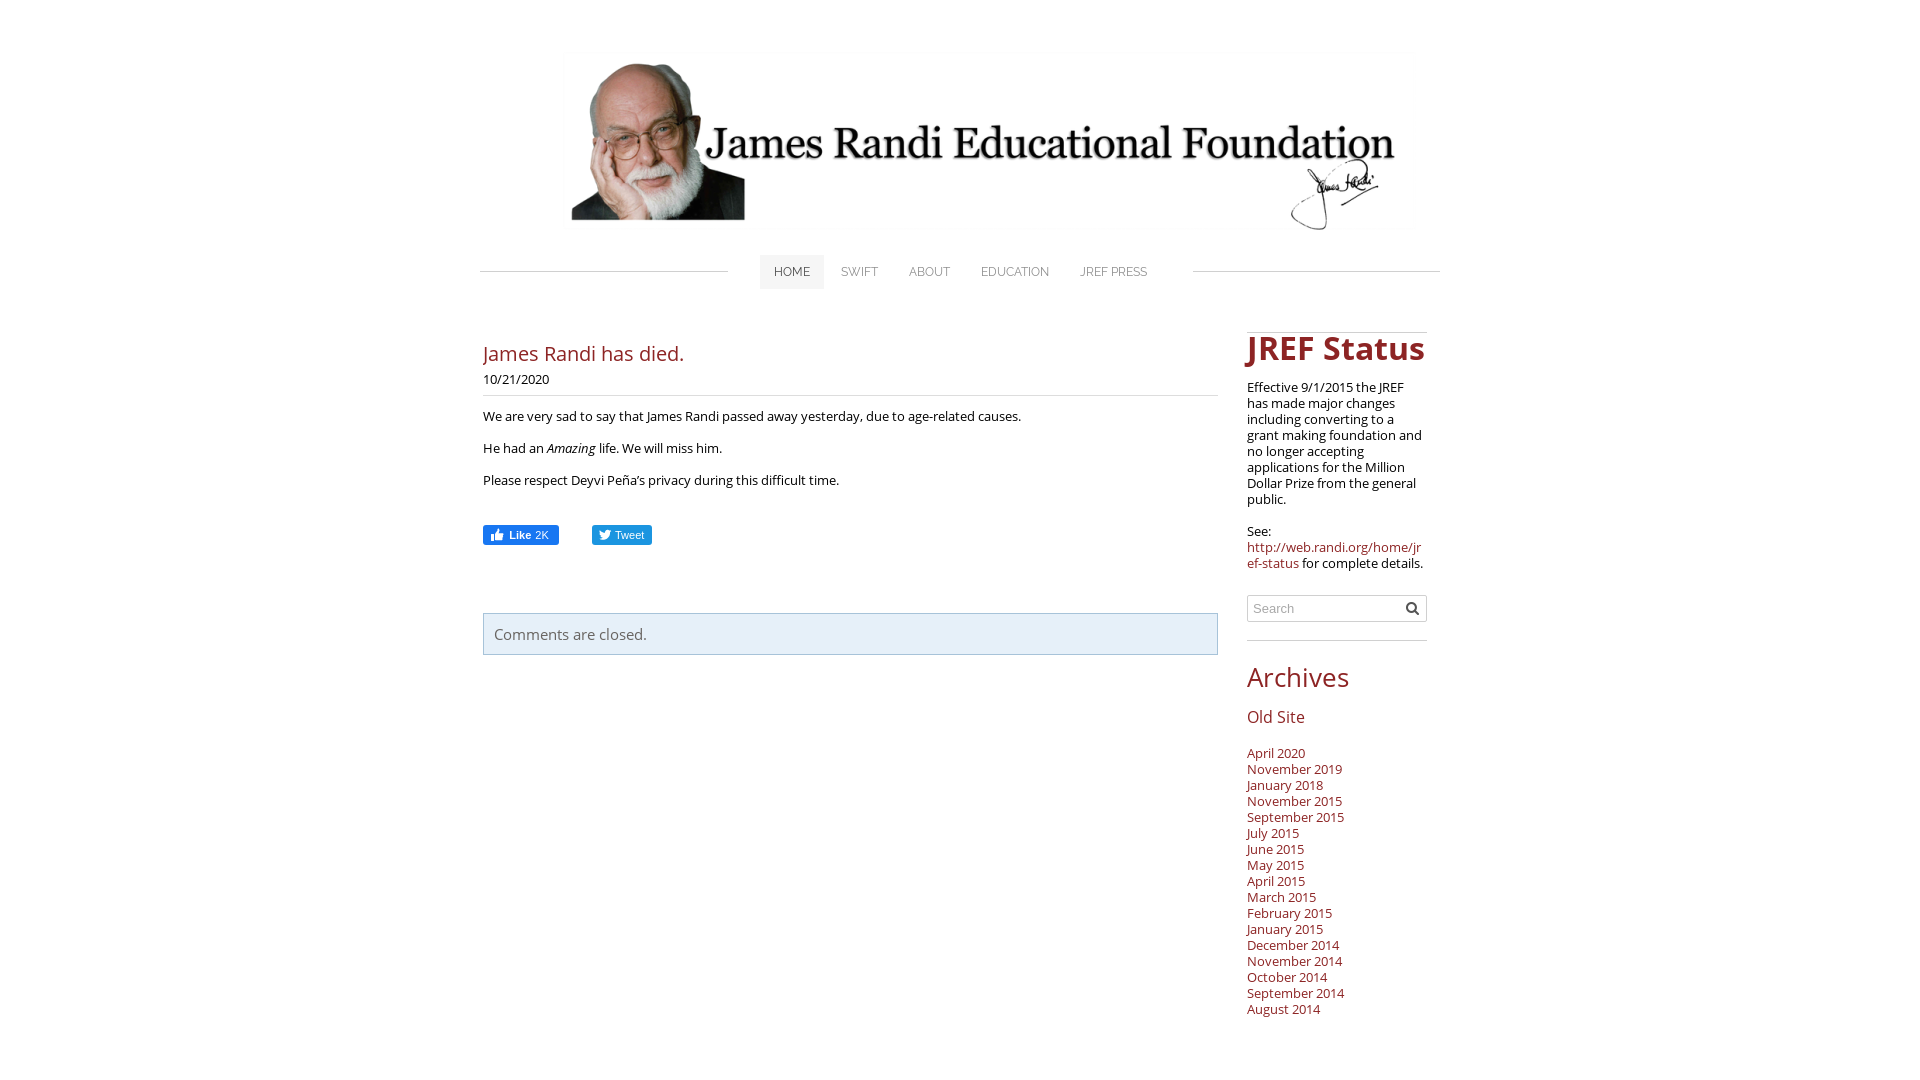 James Randi Educational Foundation
James Randi
HOME SWIFT ABOUT EDUCATION JREF PRESS
James Randi has died.
10/21/2020
We are very sad to say that James Randi passed away yesterday, due to age-related causes.
He had an Amazing life. We will miss him.
Please respect Deyvi Peña’s privacy during this difficult time.
Like 2K Tweet
Comments are closed.
JREF Status
Effective 9/1/2015 the JREF
has made major changes
including converting to a
grant making foundation and
no longer accepting
applications for the Million
Dollar Prize from the general
public.
See:
http://web.randi.org/home/jr
ef-status for complete details.
Search
Archives
Old Site
April 2020
November 2019
January 2018
November 2015
September 2015
July 2015
June 2015
May 2015
April 2015
March 2015
February 2015
January 2015
December 2014
November 2014
October 2014
September 2014
August 2014